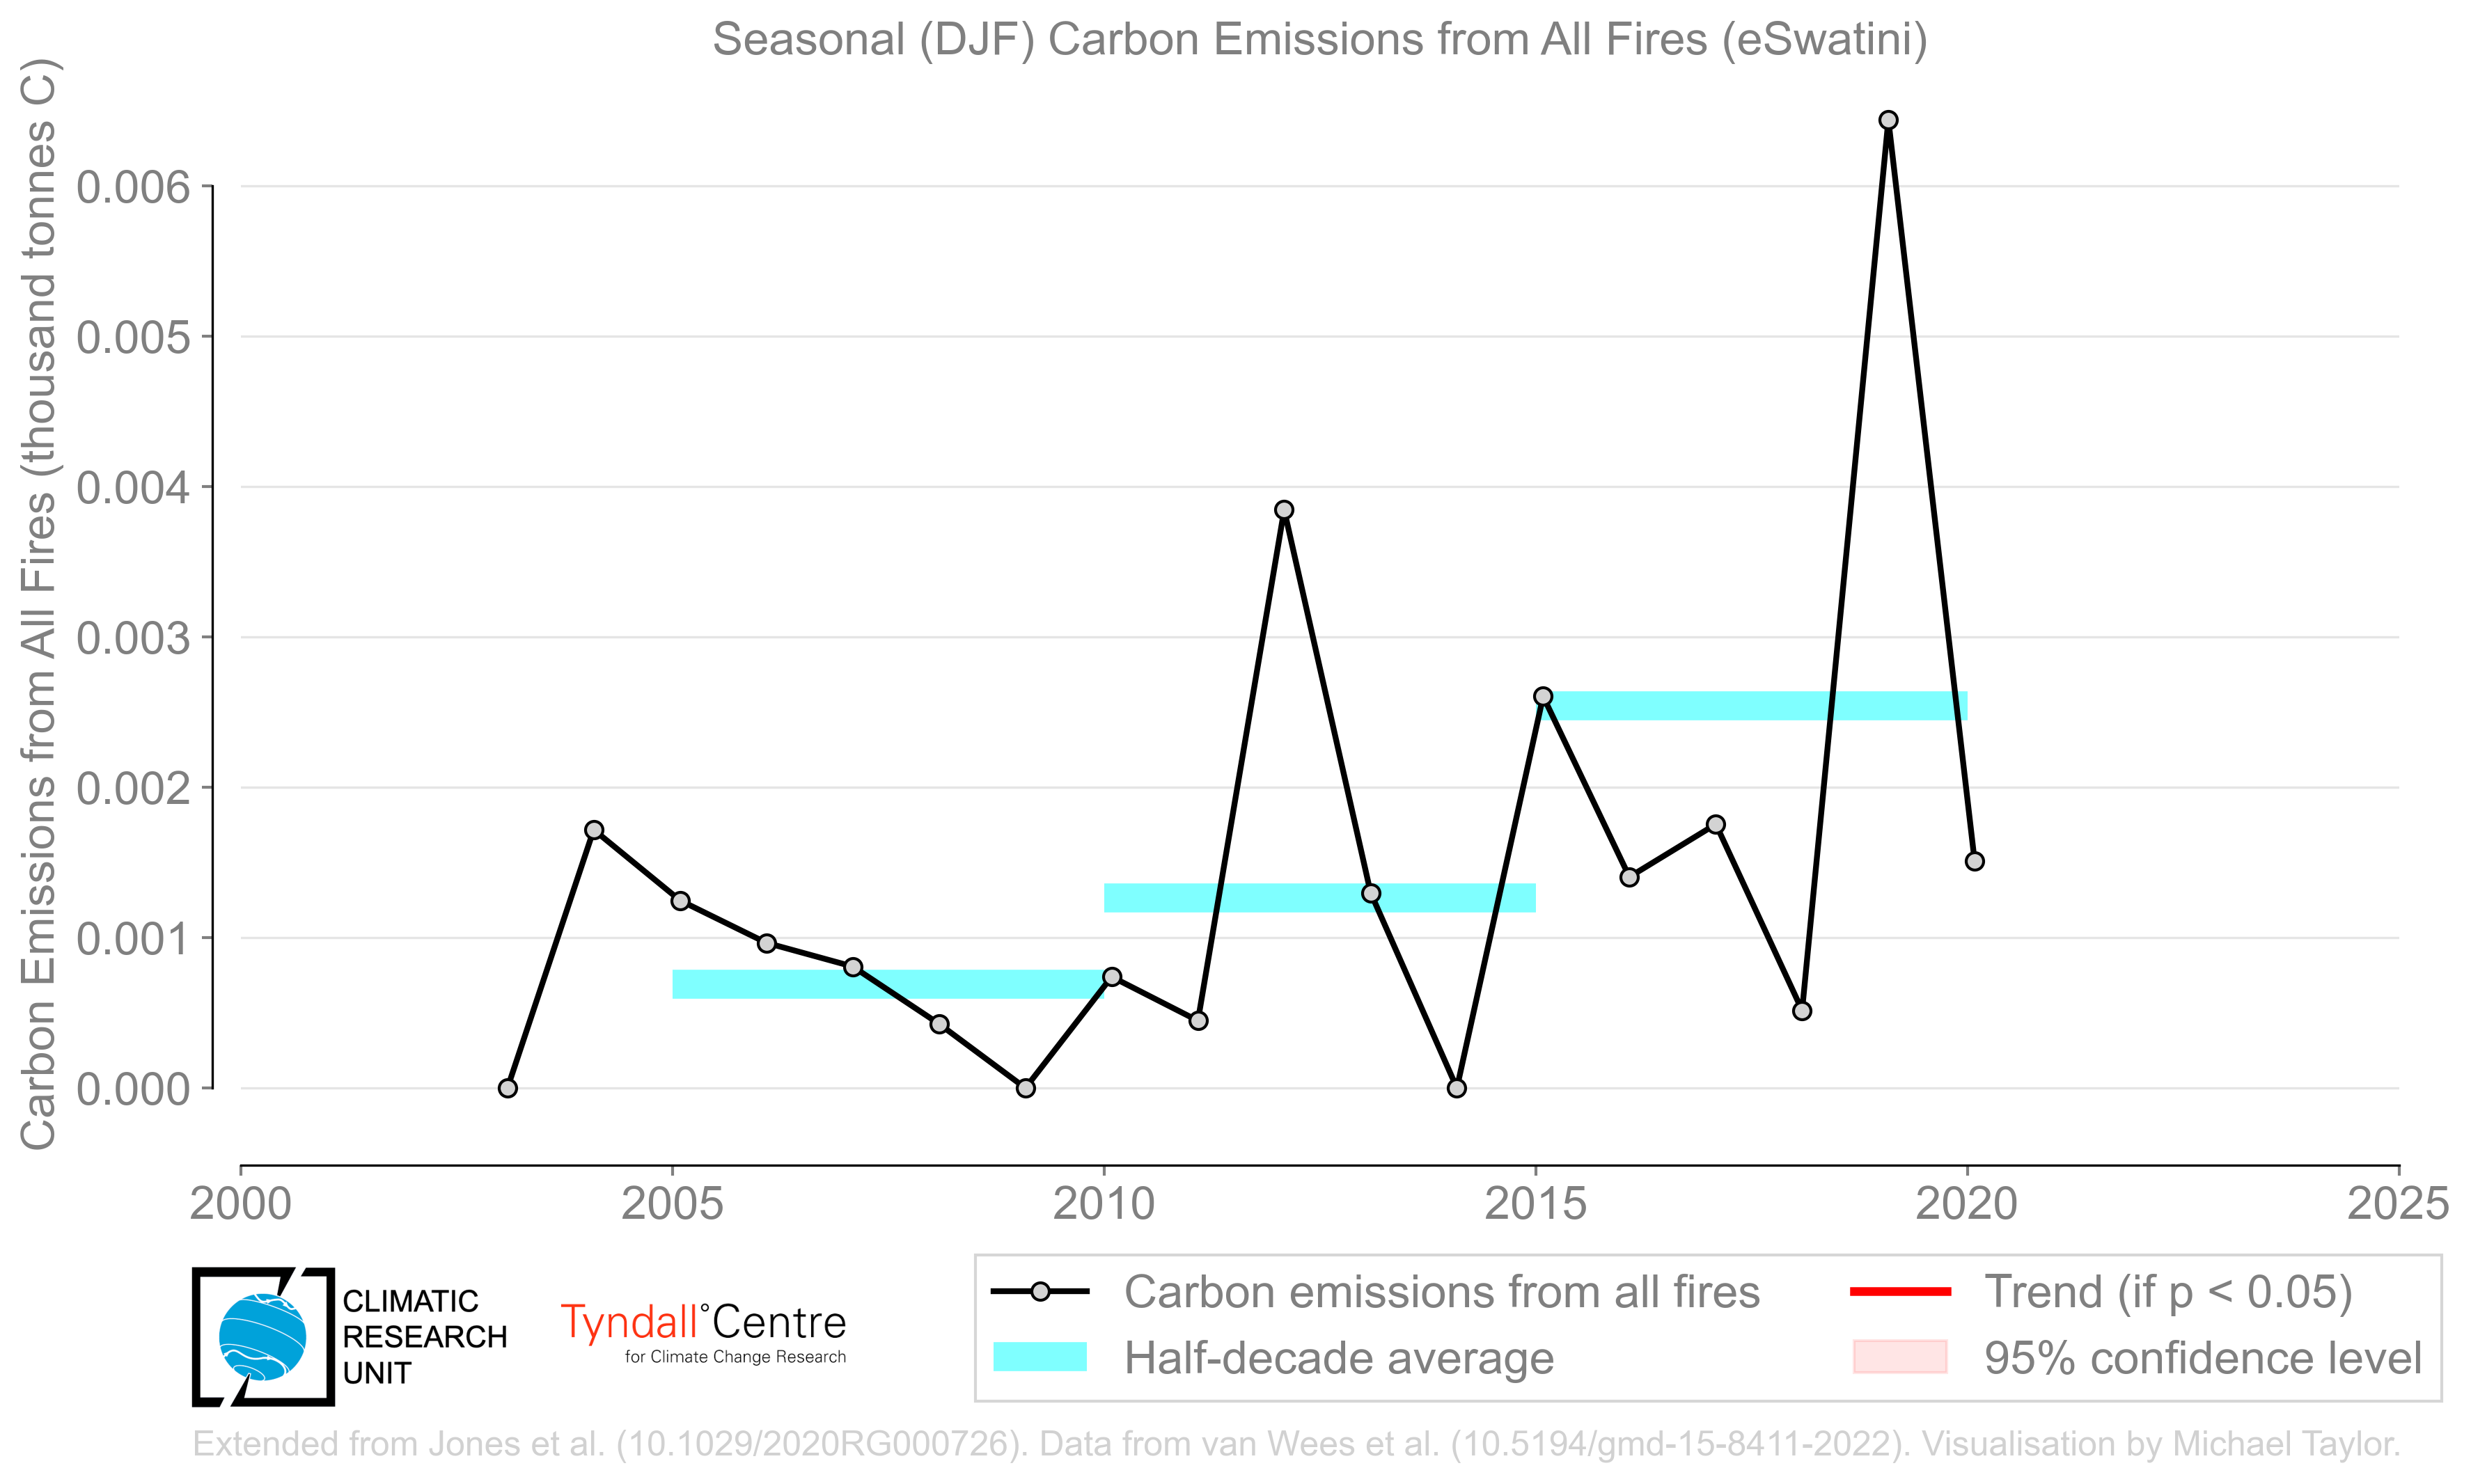 Seasonal (DJF) Carbon Emissions from All Fires (eSwatini)
Carbon Emissions from All Fires (thousand tonnes C)
0.006
0.005
0.004
0.003
0.002
0.001
0.000
2000 2005 2010 2015 2020 2025
CLIMATIC
RESEARCH
UNIT
Tyndall°Centre
for Climate Change Research
Carbon emissions from all fires
Half-decade average
Trend (if p < 0.05)
95% confidence level
Extended from Jones et al. (10.1029/2020RG000726). Data from van Wees et al. (10.5194/gmd-15-8411-2022). Visualisation by Michael Taylor.